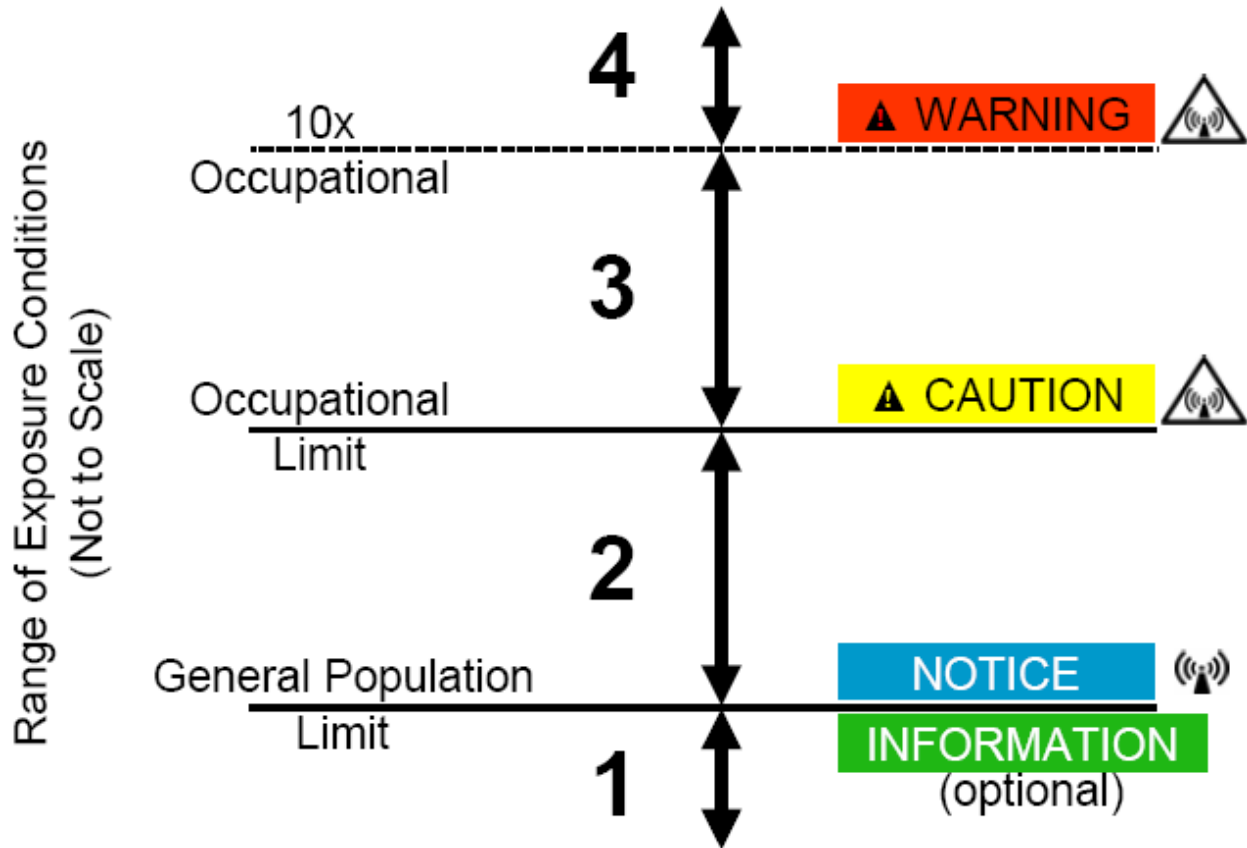 4
10x
WARNING
Occupational
3
Occupational
CAUTION
Limit
2
General Population
NOTICE
Limit
INFORMATION
(optional)
1
Range of Exposure Conditions
(Not to Scale)